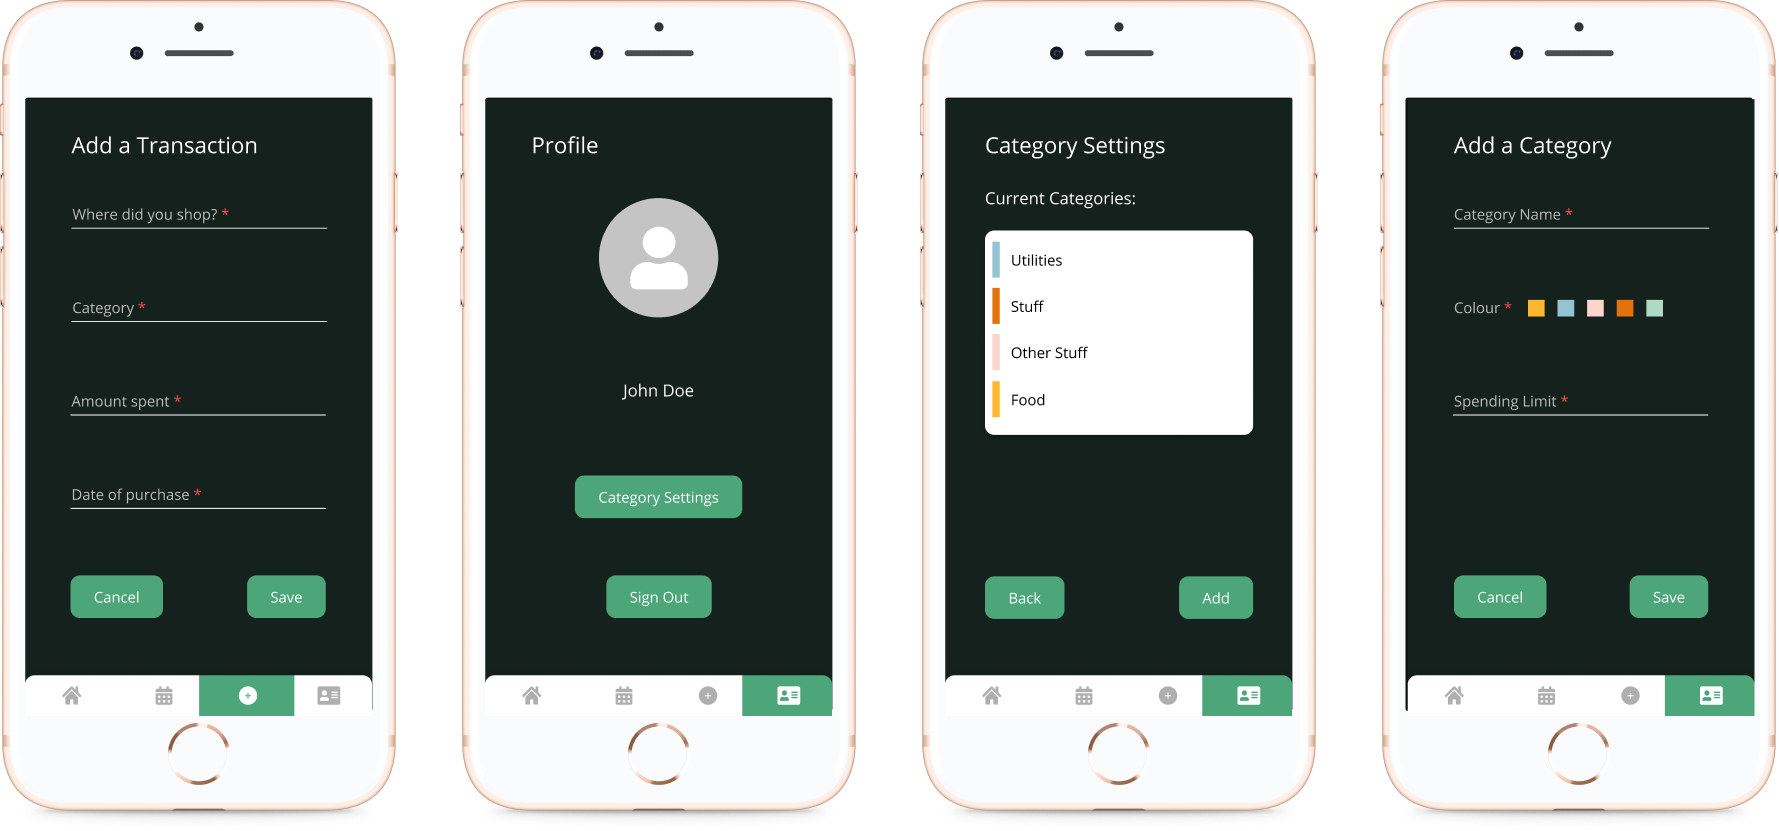 Add a Transaction
Where did you shop? *
Category *
Amount spent *
Date of purchase *
Cancel
Save
Profile
John Doe
Category Settings
Sign Out
Category Settings
Current Categories:
Utilities
Stuff
Other Stuff
Food
Back
Add
Add a Category
Category Name *
Colour *
Spending Limit *
Cancel
Save